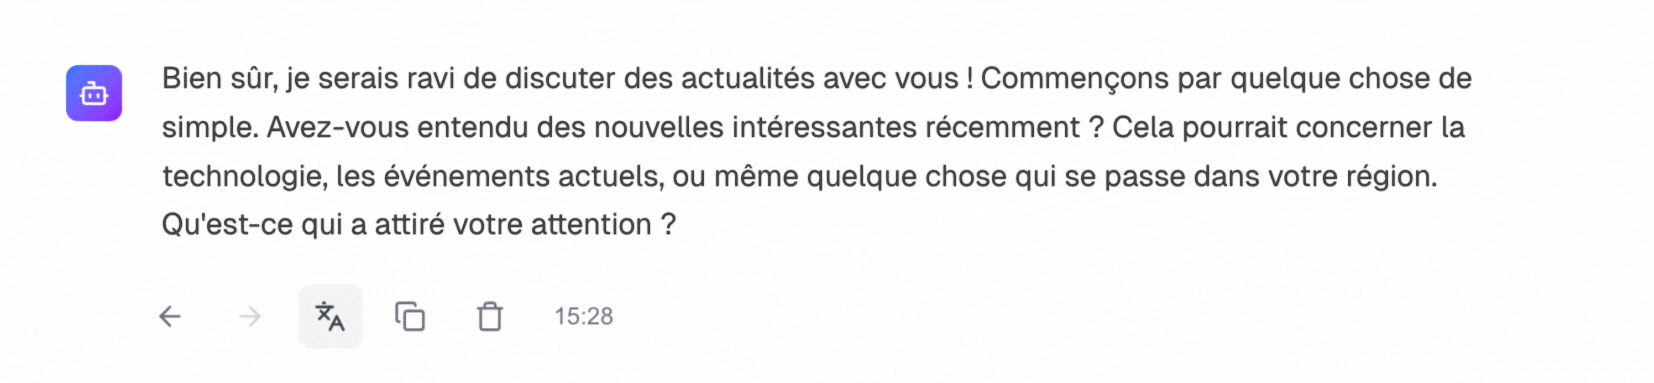 Bien sûr, je serais ravi de discuter des actualités avec vous ! Commençons par quelque chose de
simple. Avez-vous entendu des nouvelles intéressantes récemment ? Cela pourrait concerner la
technologie, les événements actuels, ou même quelque chose qui se passe dans votre région.
Qu'est-ce qui a attiré votre attention ?
15:28